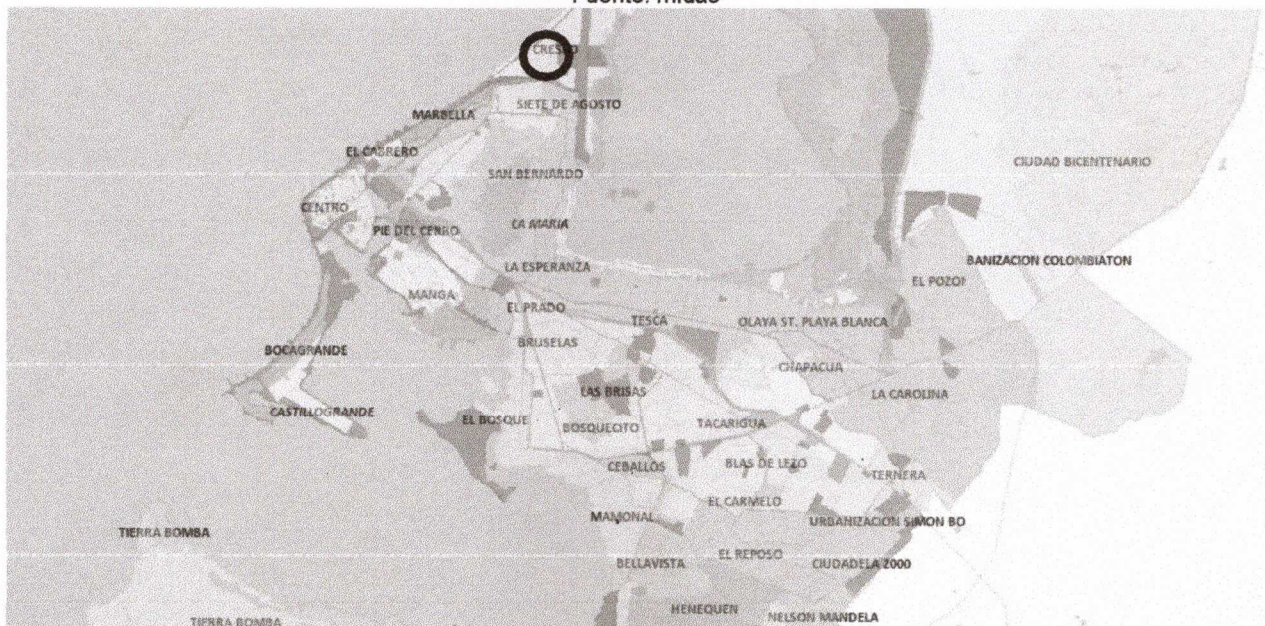 CRESPO
SIETE DE AGOSTO
MARBELLA
EL CABRERO
CIUDAD BICENTENARIO
SAN BERNARDO
CENTRO
LA MARIA
PIE DEL CERRO
BANIZACION COLOMBIATON
LA ESPERANZA
EL POZON
MANGA
EL PRADO
TESCA
OLAYA ST. PLAYA BLANCA
BRUSELAS
BOCAGRANDE
CHAPACUA
LAS BRISAS
LA CAROLINA
CASTILLOGRANDE
EL BOSQUE
TACARIGUA
BOSQUECITO
CEBALLOS
BLAS DE LEZO
TERNERA
EL CARMELO
MAMONAL
URBANIZACION SIMON BO
TIERRA BOMBA
EL REPOSO
BELLAVISTA
CIUDADELA 2000
HENEQUEN
NELSON MANDELA
TIERRA BOMBA